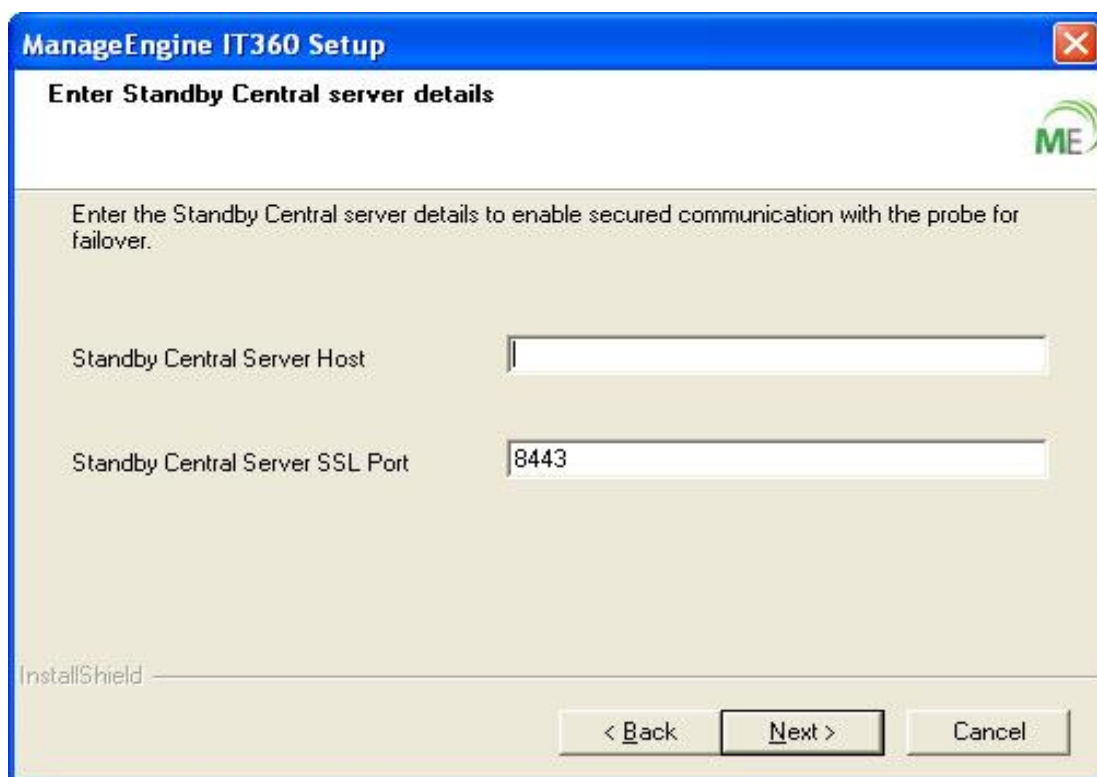 ManageEngine IT360 Setup
Enter Standby Central server details
ME
Enter the Standby Central server details to enable secured communication with the probe for
failover.
Standby Central Server Host
Standby Central Server SSL Port
8443
InstallShield
< Back
Next >
Cancel